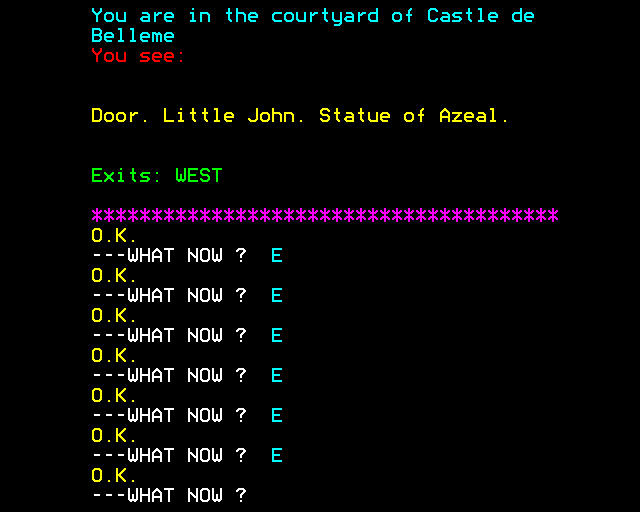 You are in the courtyard of Castle de
Belleme
You see:
Door. Little John. Statue of Azeal.
Exits: WEST
***************************************
O.K.
---WHAT NOW ?  E
O.K.
---WHAT NOW ?  E
O.K.
---WHAT NOW ?  E
O.K.
---WHAT NOW ?  E
O.K.
---WHAT NOW ?  E
O.K.
---WHAT NOW ?  E
O.K.
---WHAT NOW ?